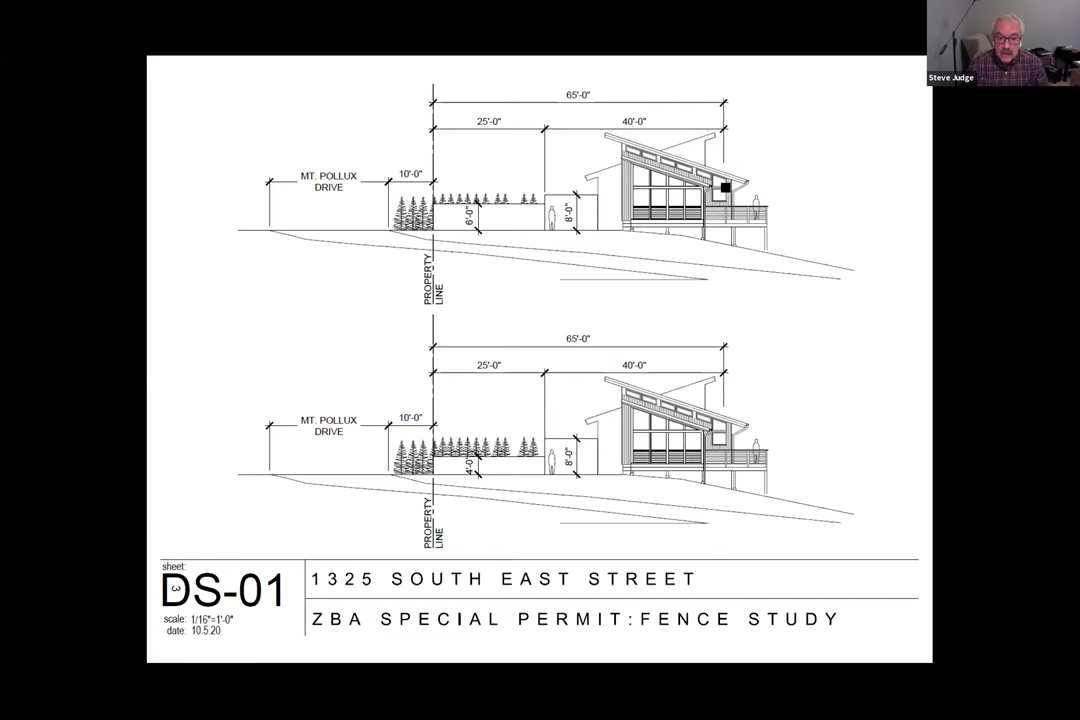 Steve Judge
65'-0"
25'-0"
40'-0"
MT. POLLUX
DRIVE
10'-0"
6'-0"
8'-0"
PROPERTY
LINE
65'-0"
25'-0"
40'-0"
MT. POLLUX
DRIVE
10'-0"
4'-0"
8'-0"
PROPERTY
LINE
sheet:
DS-01
3
scale: 1/16"=1'-0"
date: 10.5.20
1325 SOUTH EAST STREET
ZBA SPECIAL PERMIT:FENCE STUDY